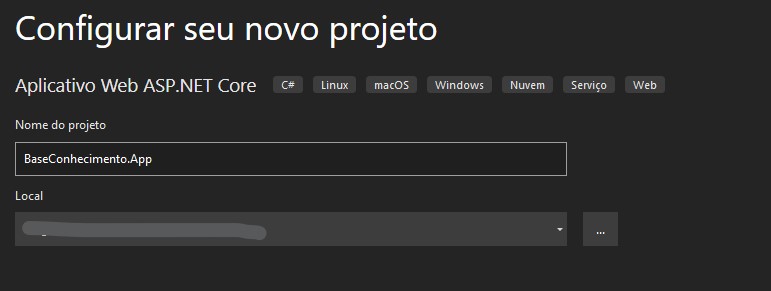 Configurar seu novo projeto
Aplicativo Web ASP.NET Core C# Linux macOS Windows Nuvem Serviço Web
Nome do projeto
BaseConhecimento.App
Local
...